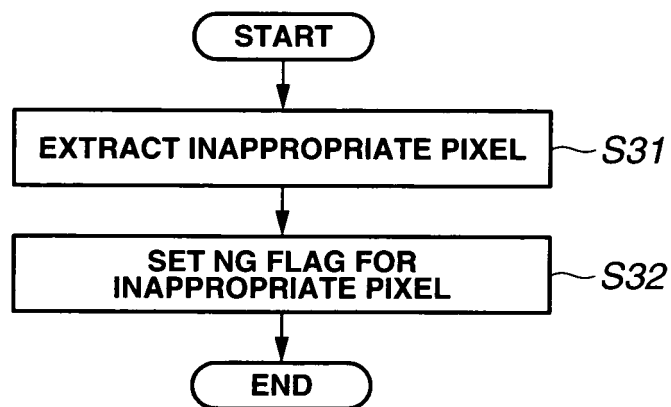 START
EXTRACT INAPPROPRIATE PIXEL
S31
SET NG FLAG FOR
INAPPROPRIATE PIXEL
S32
END